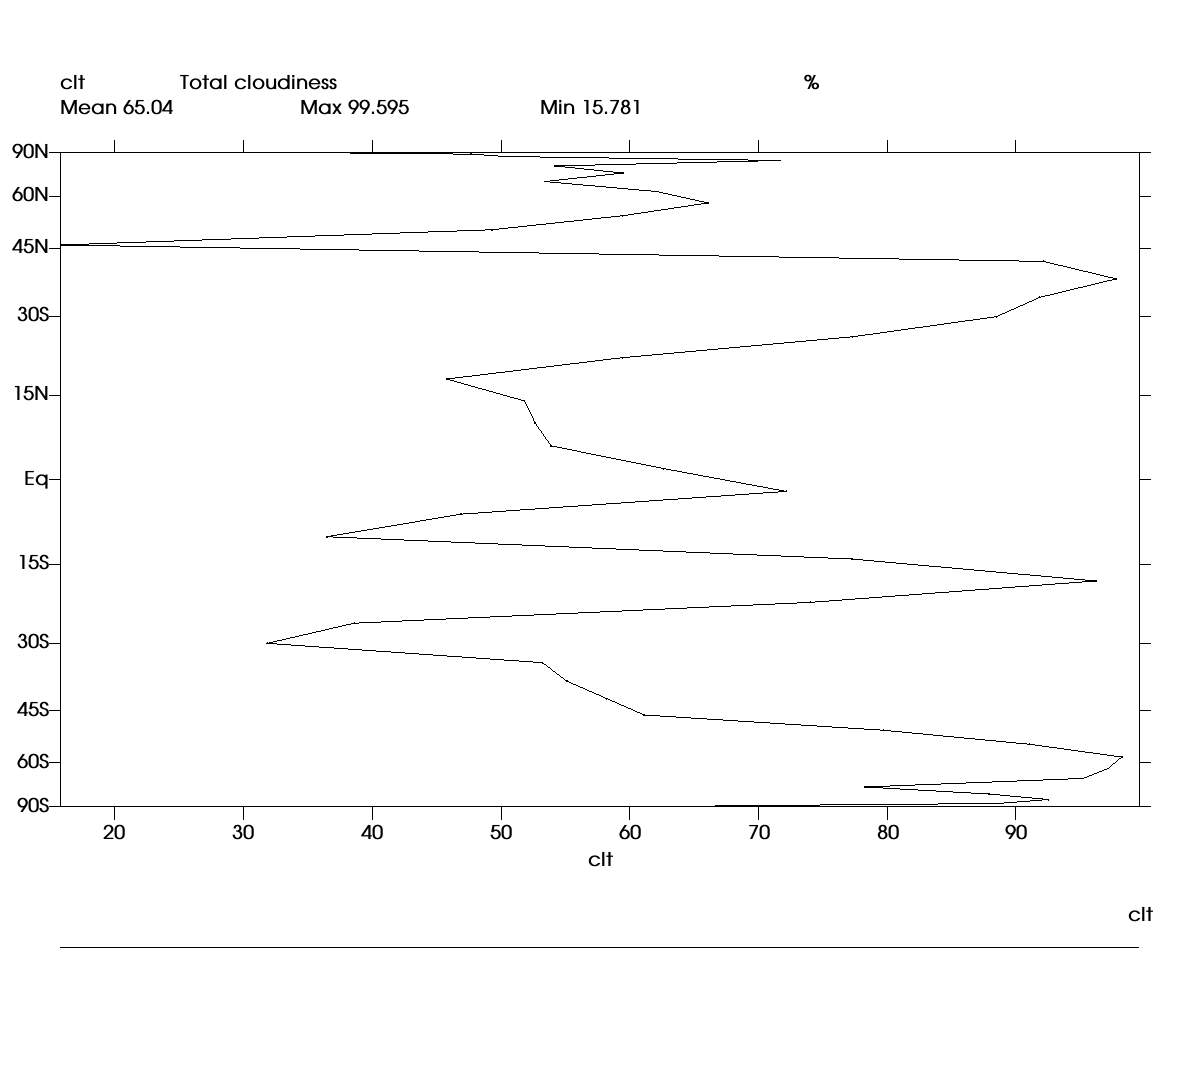 clt Total cloudiness %
Mean 65.04 Max 99.595 Min 15.781
90N
60N
45N
30S
15N
Eq
15S
30S
45S
60S
90S
20 30 40 50 60 70 80 90
clt
clt